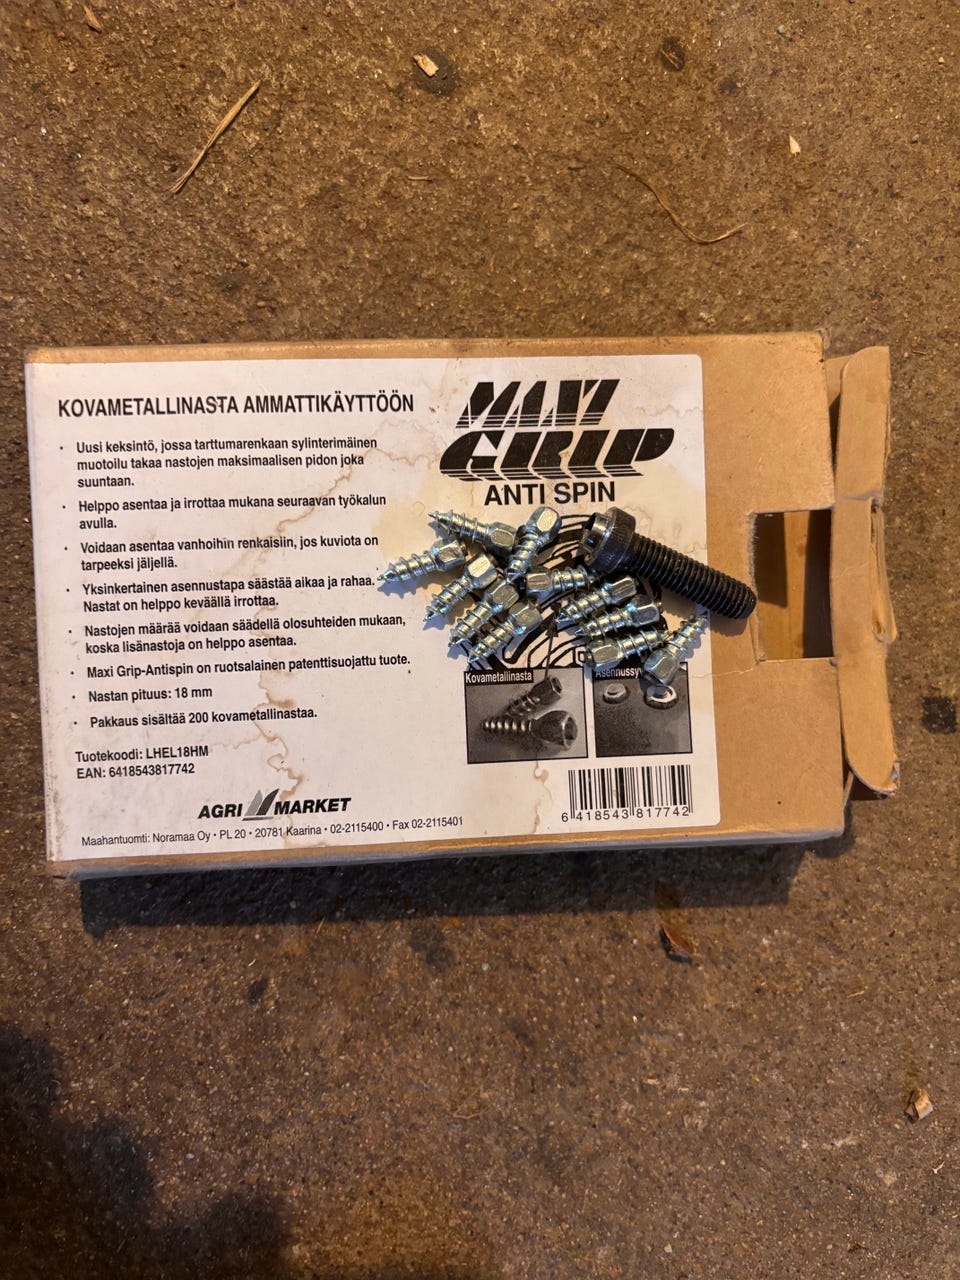 KOVAMETALLINASTA AMMATTIKÄYTTÖÖN
· Uusi keksintö, jossa tarttumarenkaan sylinterimäinen
muotoilu takaa nastojen maksimaalisen pidon joka
suuntaan.
· Helppo asentaa ja irrottaa mukana seuraavan työkalun
avulla.
· Voidaan asentaa vanhoihin renkaisiin, jos kuviota on
tarpeeksi jäljellä.
· Yksinkertainen asennustapa säästää aikaa ja rahaa.
Nastat on helppo keväällä irrottaa.
· Nastojen määrää voidaan säädellä olosuhteiden mukaan,
koska lisänastoja on helppo asentaa.
· Maxi Grip-Antispin on ruotsalainen patenttisuojattu tuote.
· Nastan pituus: 18 mm
· Pakkaus sisältää 200 kovametallinastaa.
Tuotekoodi: LHEL18HM
EAN: 6418543817742
AGRI MARKET
Maahantuomti: Noramaa Oy • PL 20 • 20781 Kaarina • 02-2115400 • Fax 02-2115401
MAXI
GRIP
ANTI SPIN
Kovametallinasta
6 418543 817742